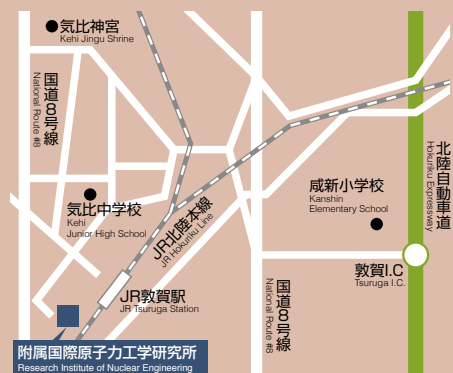 気比神宮
Kehi Jingu Shrine
国道8号線
National Route #8
北陸自動車道
Hokuriku Expressway
咸新小学校
Kanshin
Elementary School
気比中学校
Kehi
Junior High School
JR北陸本線
JR Hokuriku Line
敦賀I.C
Tsuruga I.C.
JR敦賀駅
JR Tsuruga Station
国道8号線
National Route #8
附属国際原子力工学研究所
Research Institute of Nuclear Engineering